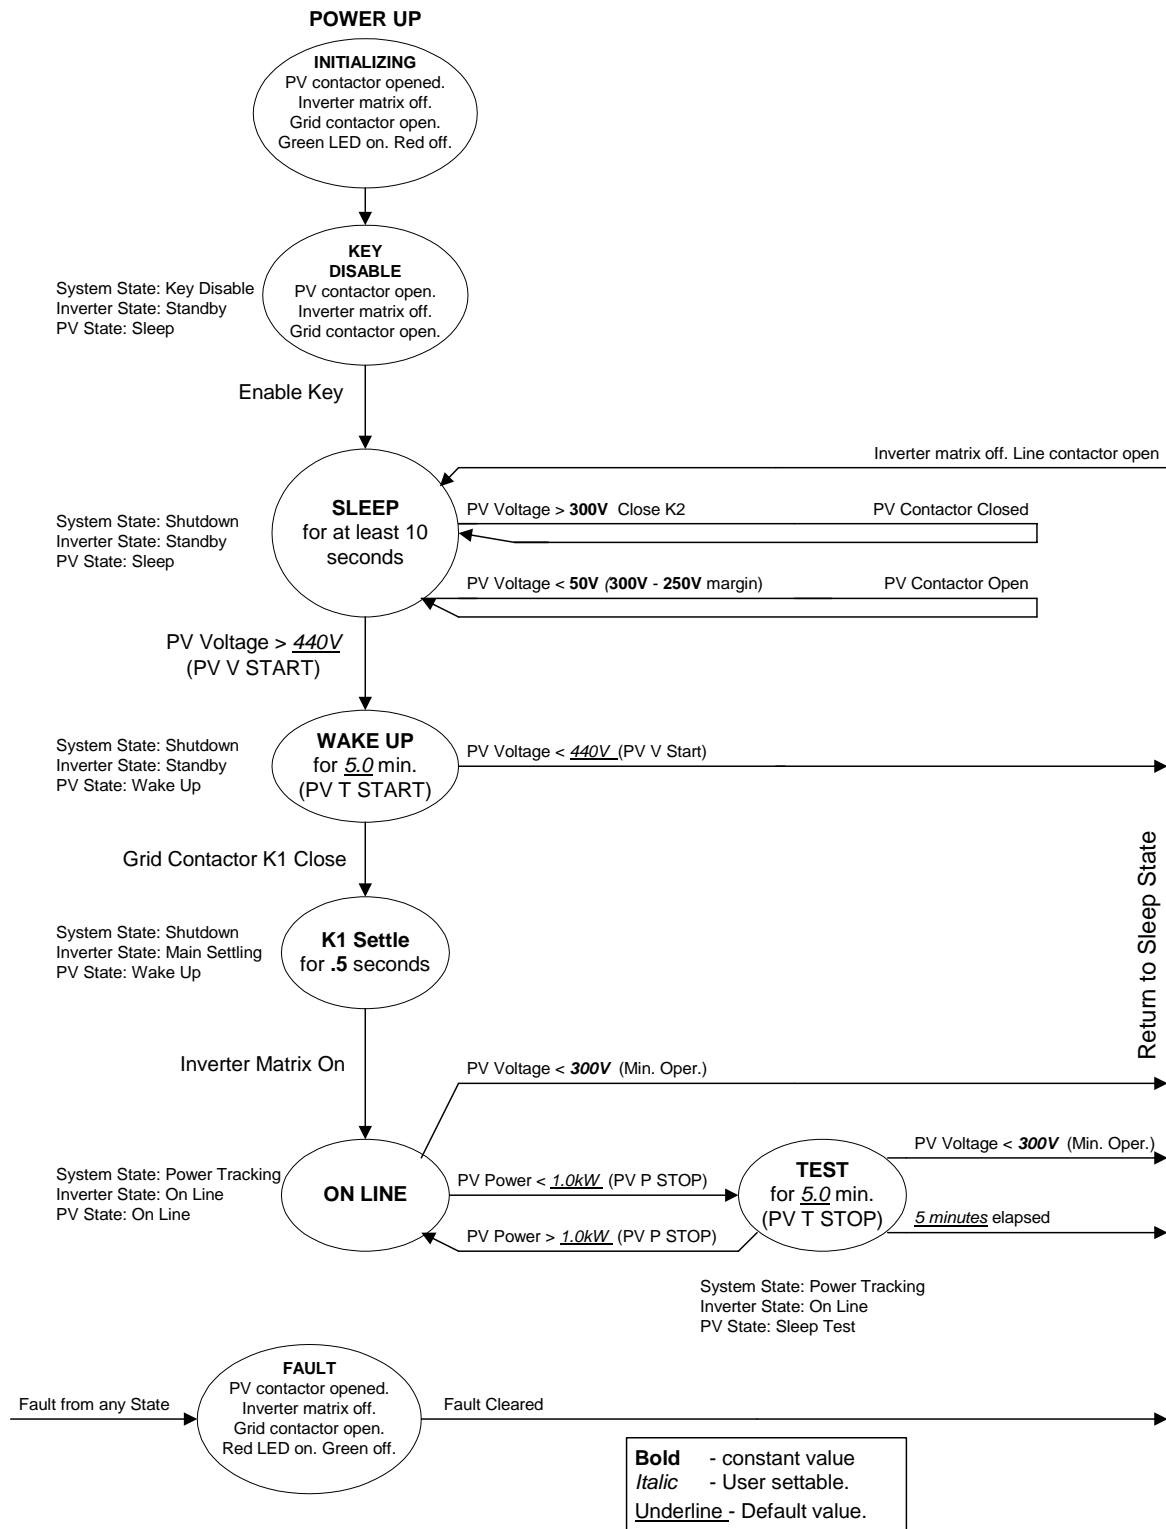 POWER UP
INITIALIZING
PV contactor opened.
Inverter matrix off.
Grid contactor open.
Green LED on. Red off.
KEY
DISABLE
PV contactor open.
Inverter matrix off.
Grid contactor open.
System State: Key Disable
Inverter State: Standby
PV State: Sleep
Enable Key
Inverter matrix off. Line contactor open
SLEEP
for at least 10
seconds
System State: Shutdown
Inverter State: Standby
PV State: Sleep
PV Voltage > 300V Close K2
PV Contactor Closed
PV Voltage < 50V (300V - 250V margin)
PV Contactor Open
PV Voltage > 440V
(PV V START)
System State: Shutdown
Inverter State: Standby
PV State: Wake Up
WAKE UP
for 5.0 min.
(PV T START)
PV Voltage < 440V (PV V Start)
Grid Contactor K1 Close
System State: Shutdown
Inverter State: Main Settling
PV State: Wake Up
K1 Settle
for .5 seconds
Return to Sleep State
Inverter Matrix On
PV Voltage < 300V (Min. Oper.)
System State: Power Tracking
Inverter State: On Line
PV State: On Line
ON LINE
PV Power < 1.0kW (PV P STOP)
PV Power > 1.0kW (PV P STOP)
TEST
for 5.0 min.
(PV T STOP)
PV Voltage < 300V (Min. Oper.)
5 minutes elapsed
System State: Power Tracking
Inverter State: On Line
PV State: Sleep Test
Fault from any State
FAULT
PV contactor opened.
Inverter matrix off.
Grid contactor open.
Red LED on. Green off.
Fault Cleared
Bold - constant value
Italic - User settable.
Underline - Default value.